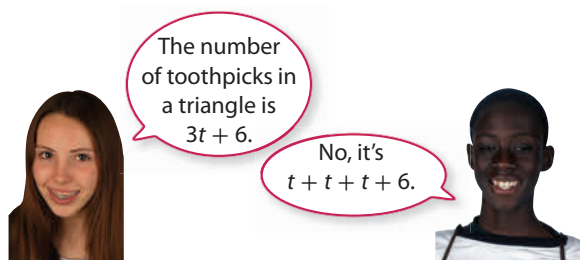 The number
of toothpicks in
a triangle is
3t + 6.
No, it's
t + t + t + 6.